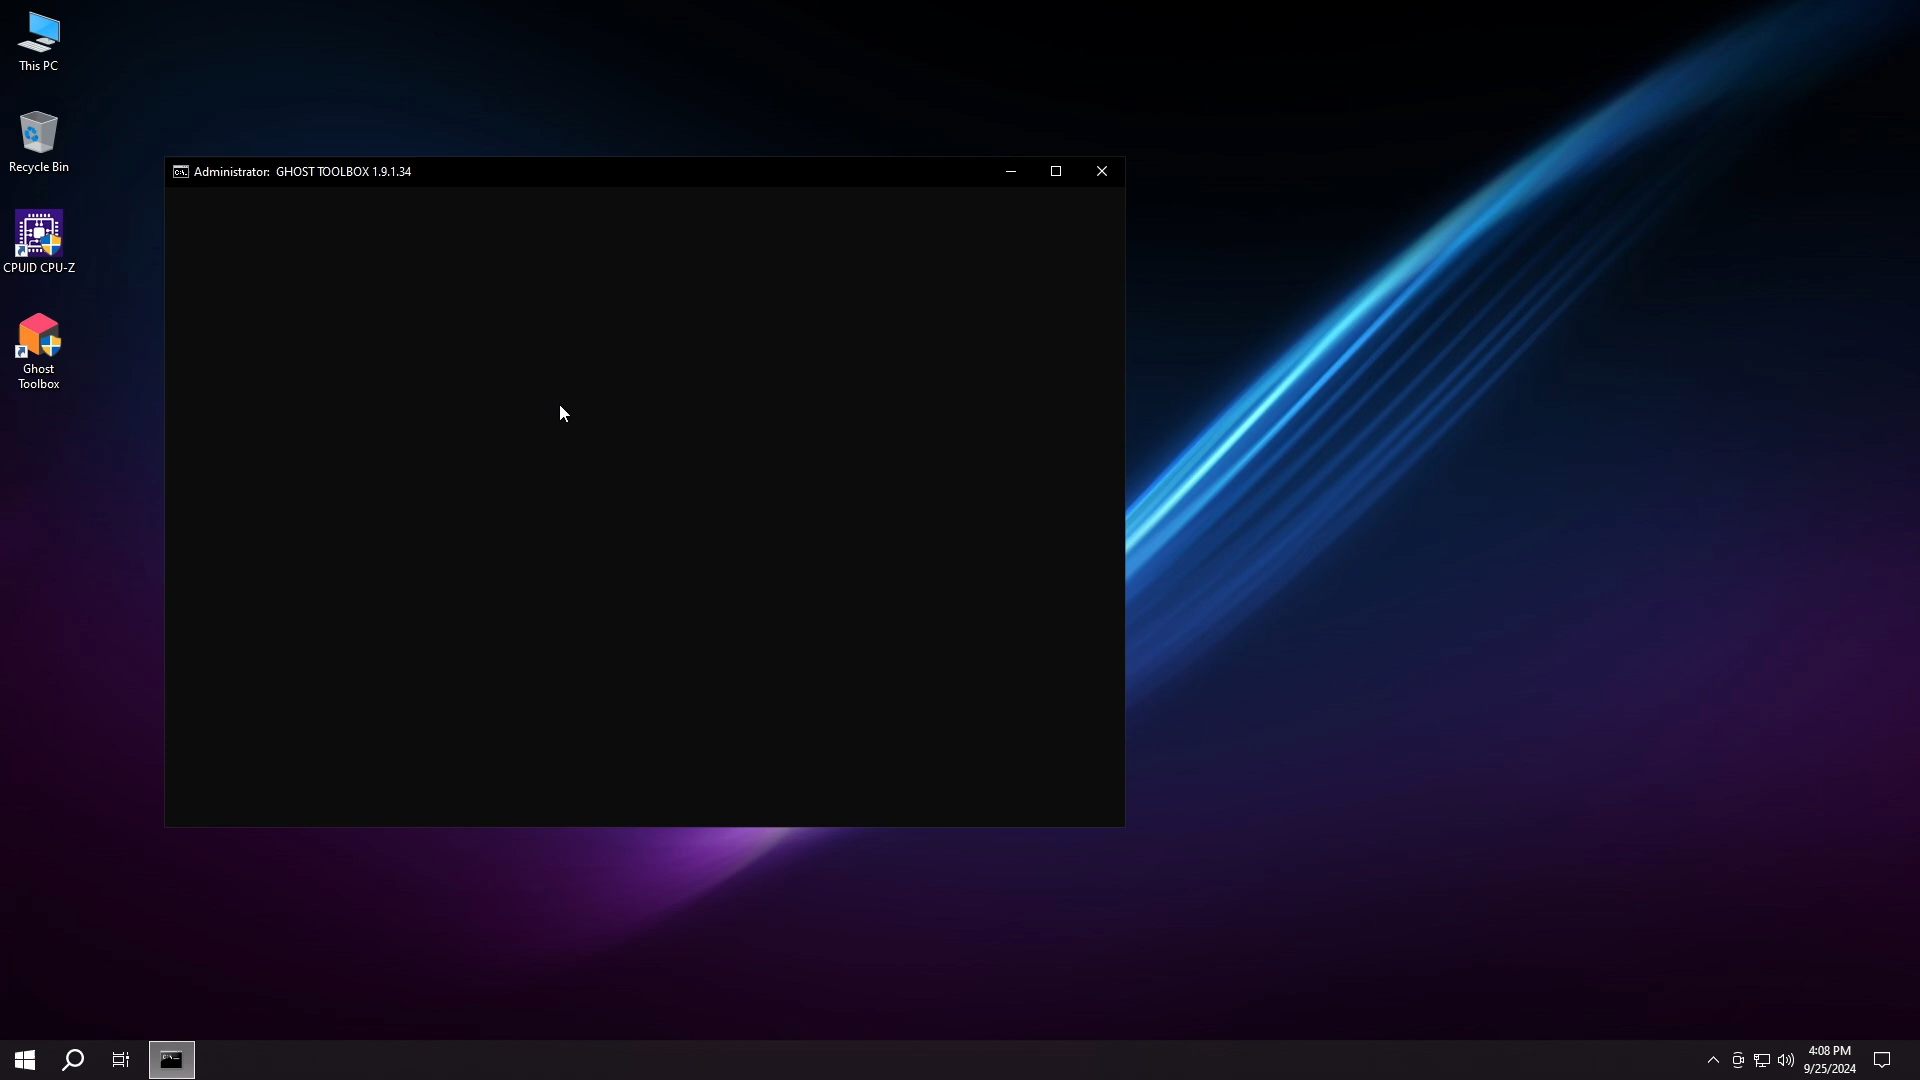 This PC
Recycle Bin
CPUID CPU-Z
Ghost
Toolbox
Administrator:  GHOST TOOLBOX 1.9.1.34
4:08 PM
9/25/2024